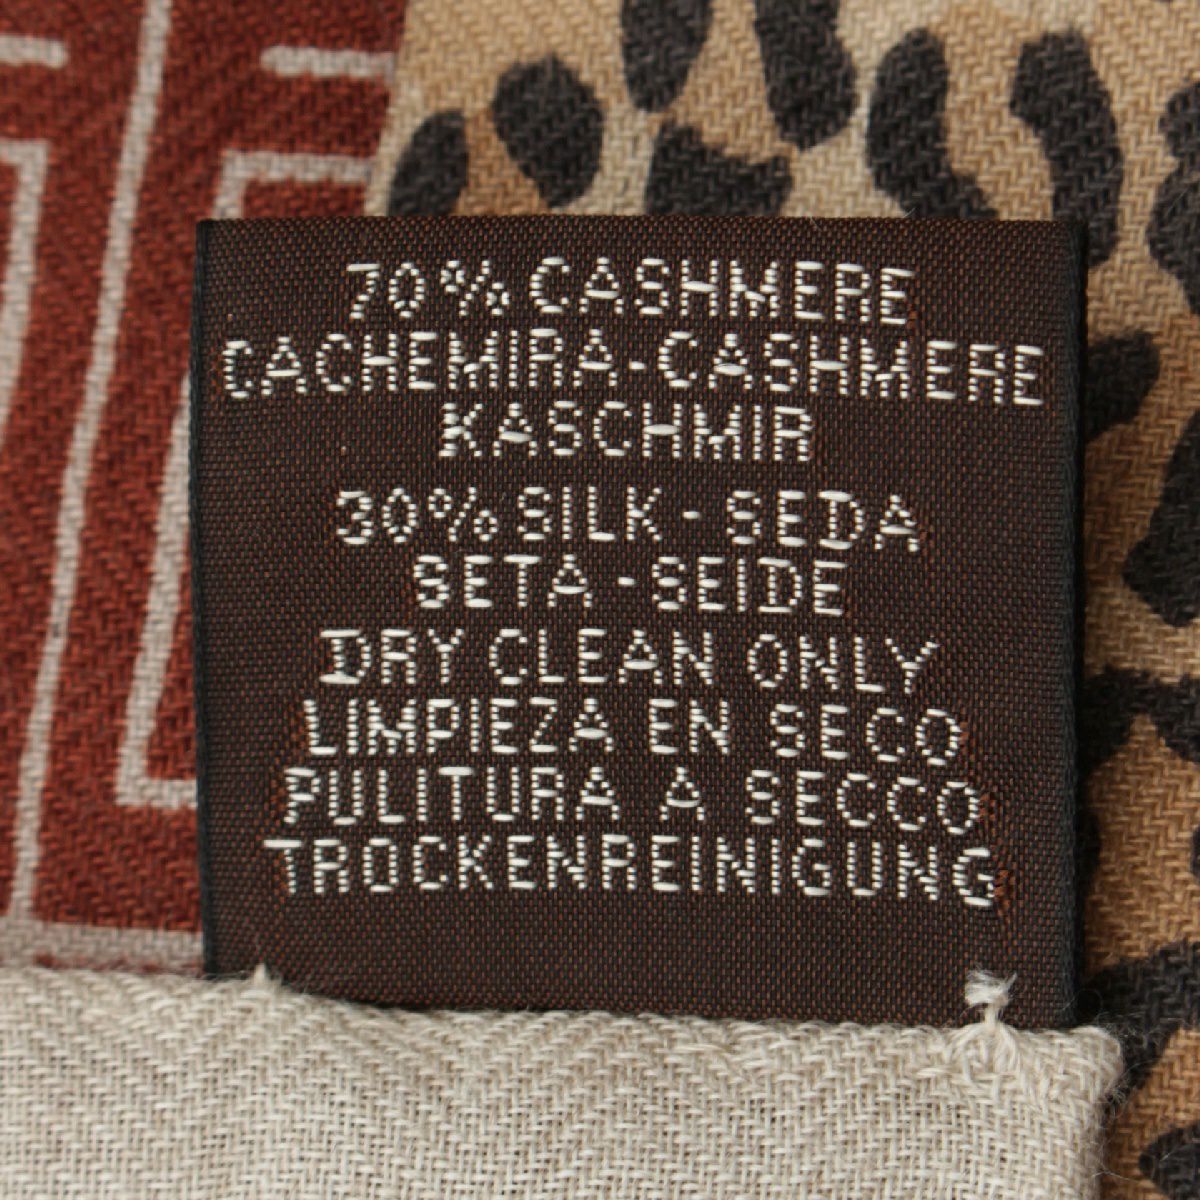 70% CASHMERE
CACHEMIRA-CASHMERE
KASCHMIR
30% SILK - SEDA
SETA - SEIDE
DRY CLEAN ONLY
LIMPIEZA EN SECO
PULITURA A SECCO
TROCKENREINIGUNG